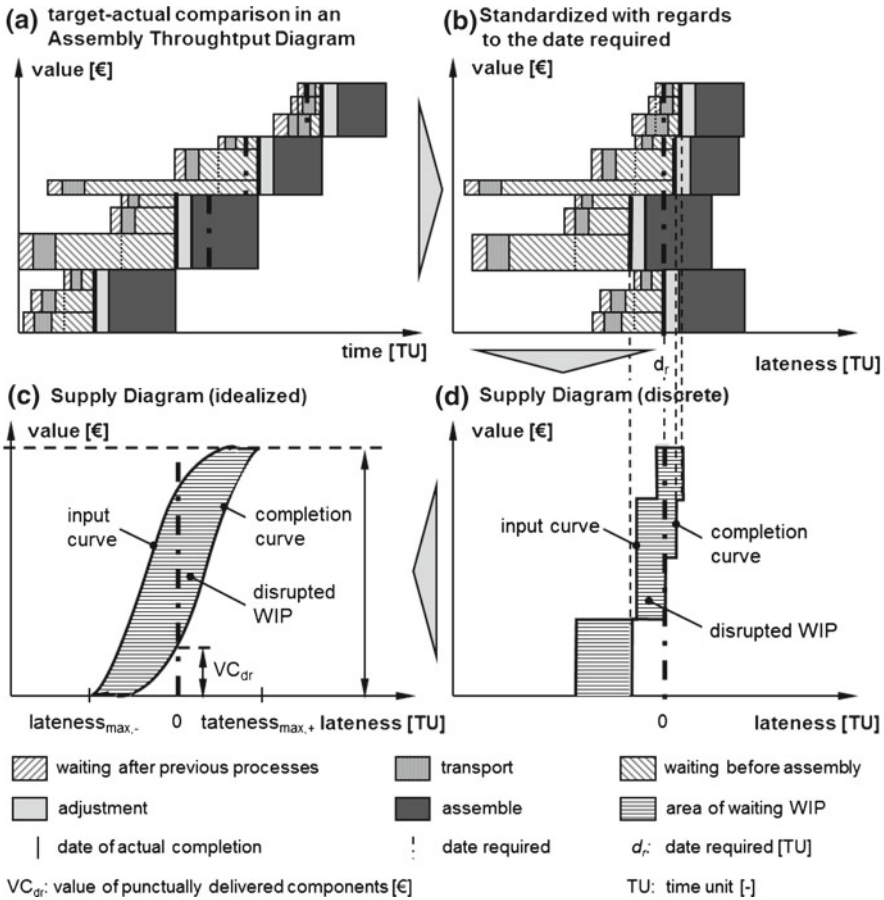 (a) target-actual comparison in an
Assembly Throughtput Diagram
value [€]
time [TU]
(b) Standardized with regards
to the date required
value [€]
d_r
lateness [TU]
(c) Supply Diagram (idealized)
value [€]
input
curve
completion
curve
disrupted
WIP
VC_dr
lateness_max,-
0
tateness_max,+
lateness [TU]
(d) Supply Diagram (discrete)
value [€]
input curve
completion
curve
disrupted WIP
0
lateness [TU]
waiting after previous processes
transport
waiting before assembly
adjustment
assemble
area of waiting WIP
date of actual completion
date required
d_r: date required [TU]
VC_dr: value of punctually delivered components [€]
TU: time unit [-]